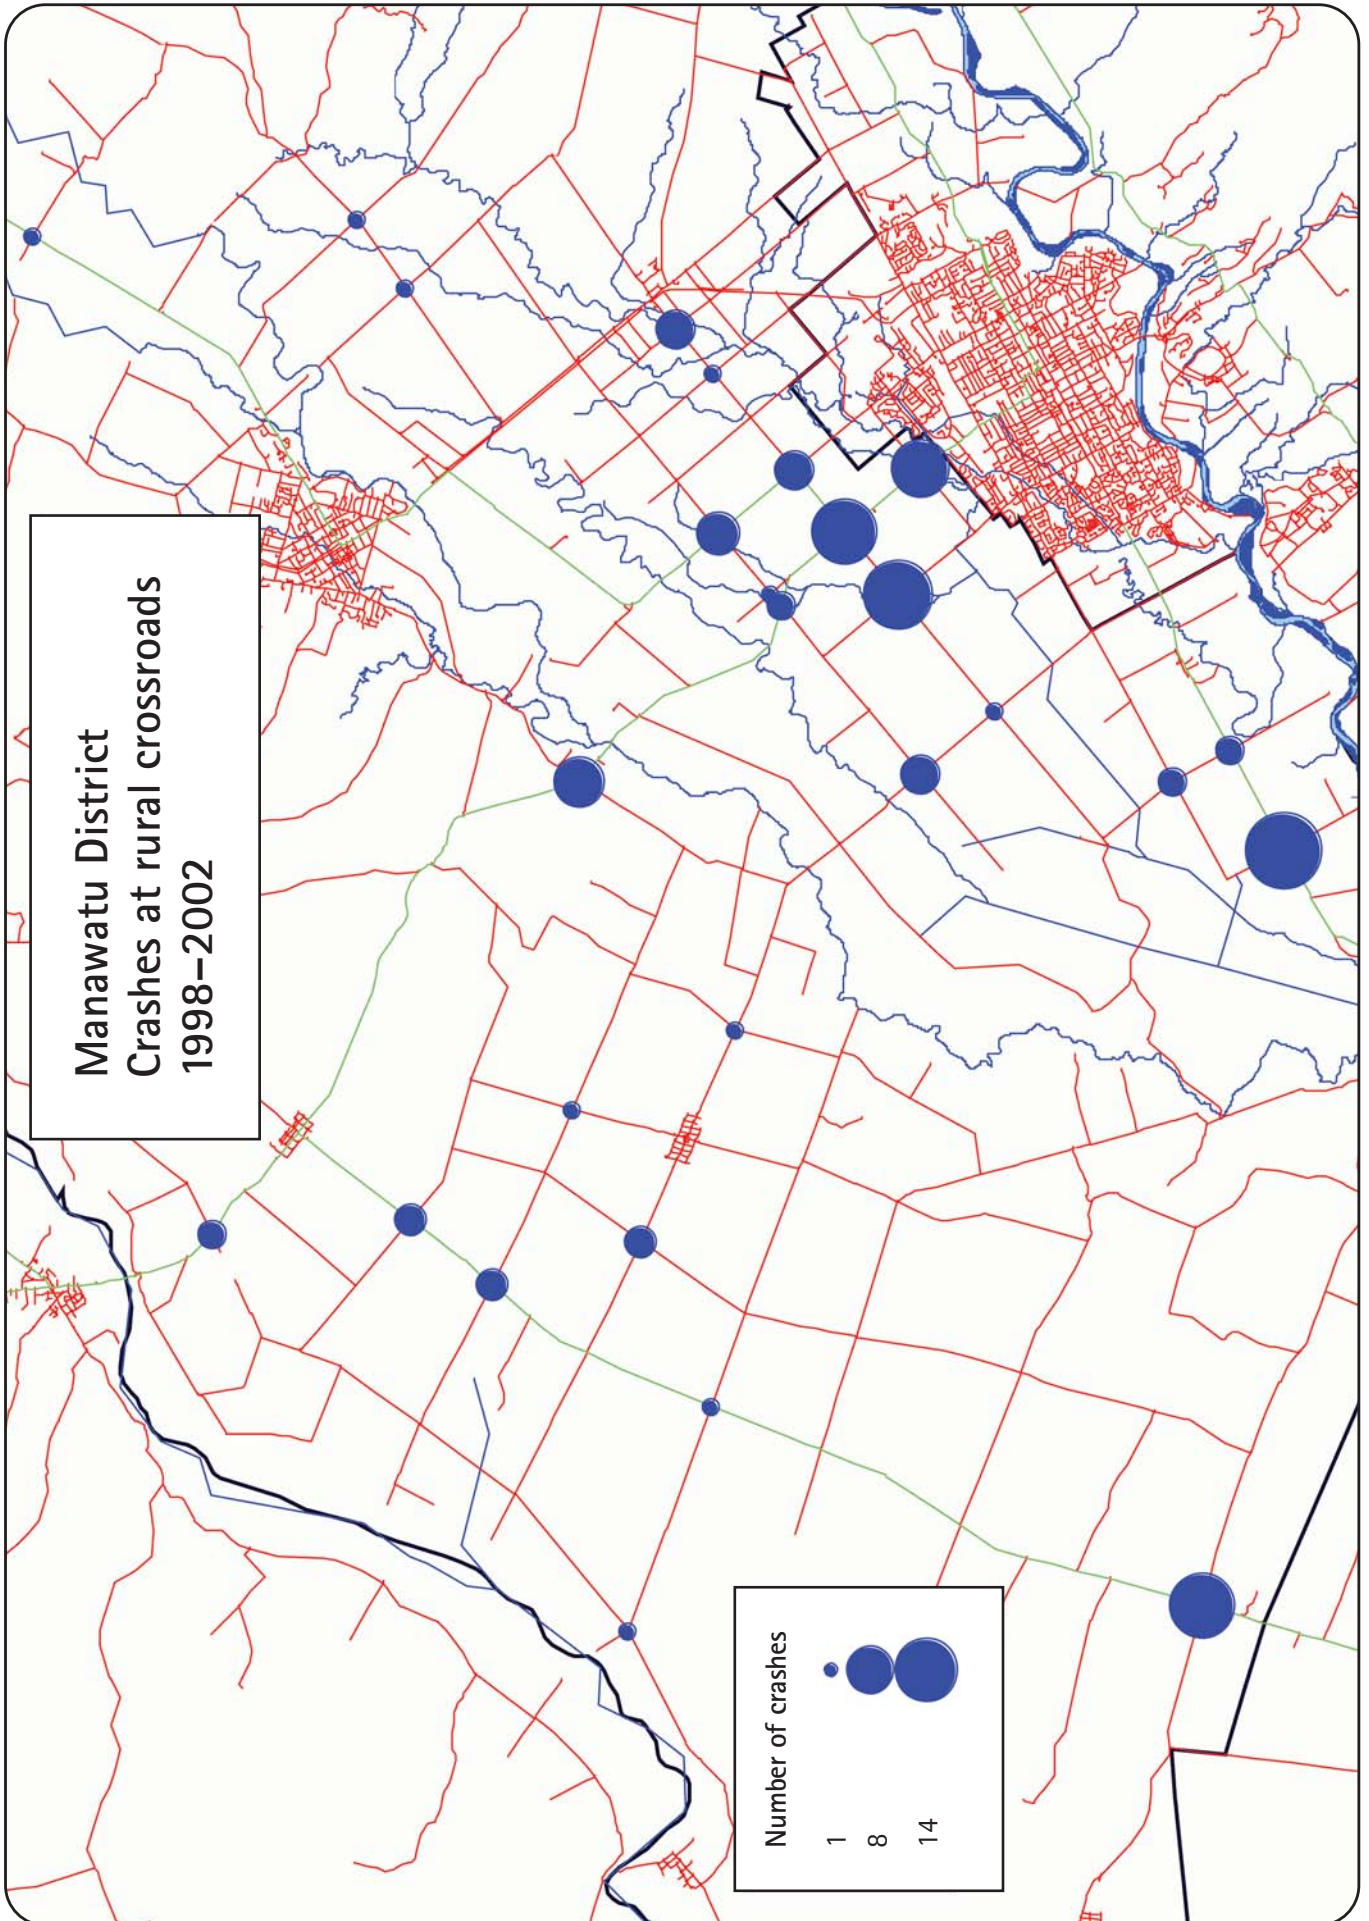 Manawatu District
Crashes at rural crossroads
1998–2002
Number of crashes
1
8
14